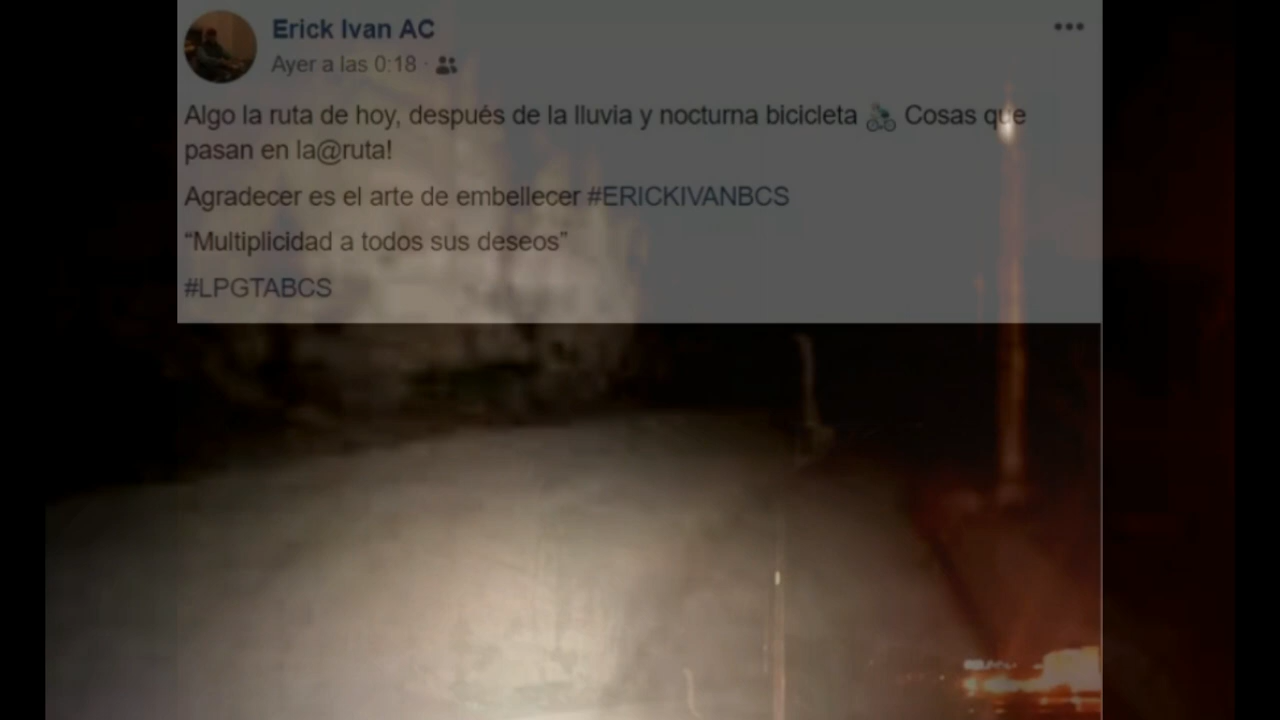 Erick Ivan AC
Ayer a las 0:18 ·
Algo la ruta de hoy, después de la lluvia y nocturna bicicleta 🚴 Cosas que
pasan en la@ruta!
Agradecer es el arte de embellecer #ERICKIVANBCS
“Multiplicidad a todos sus deseos”
#LPGTABCS